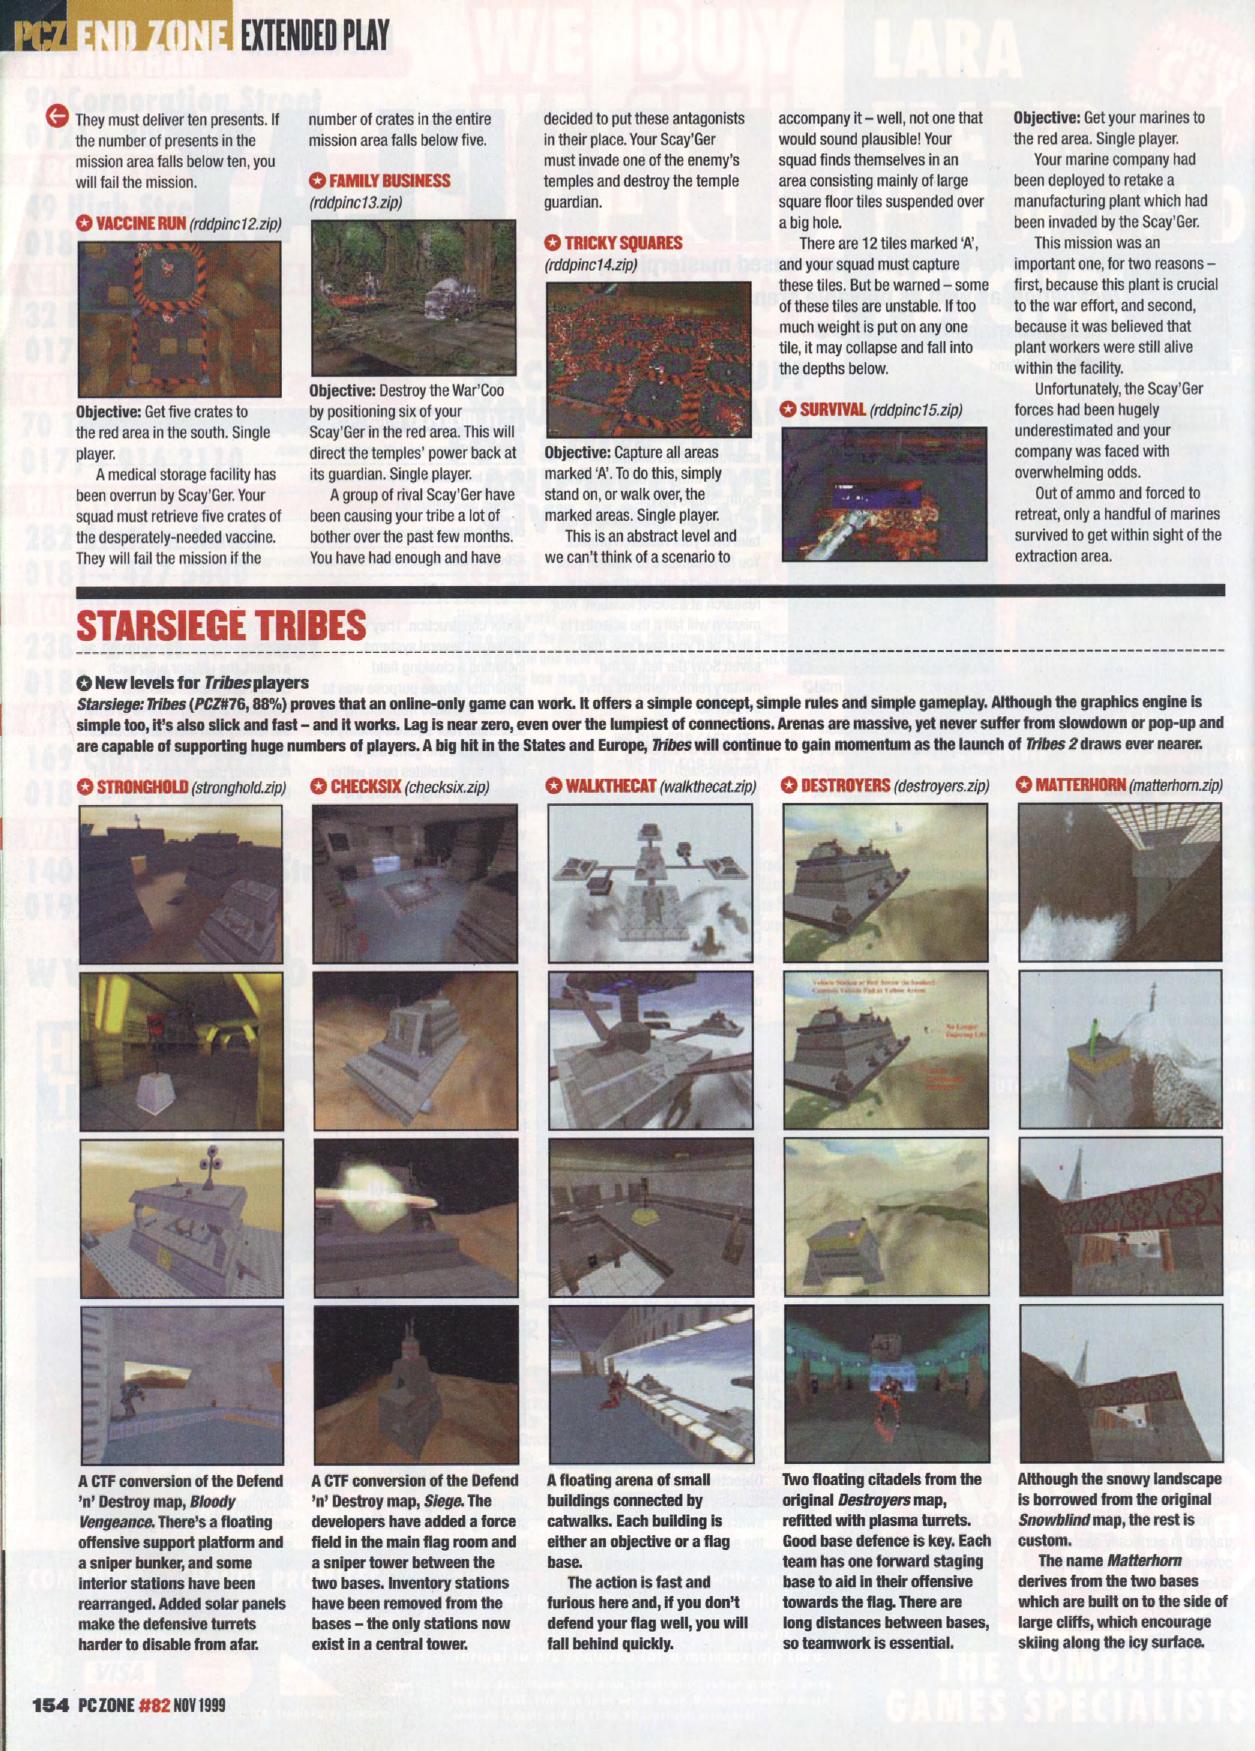 PCZ END ZONE EXTENDED PLAY
They must deliver ten presents. If
the number of presents in the
mission area falls below ten, you
will fail the mission.
VACCINE RUN (rddpinc12.zip)
Objective: Get five crates to
the red area in the south. Single
player.
A medical storage facility has
been overrun by Scay'Ger. Your
squad must retrieve five crates of
the desperately-needed vaccine.
They will fail the mission if the
number of crates in the entire
mission area falls below five.
FAMILY BUSINESS
(rddpinc13.zip)
Objective: Destroy the War'Coo
by positioning six of your
Scay'Ger in the red area. This will
direct the temples' power back at
its guardian. Single player.
A group of rival Scay'Ger have
been causing your tribe a lot of
bother over the past few months.
You have had enough and have
decided to put these antagonists
in their place. Your Scay'Ger
must invade one of the enemy's
temples and destroy the temple
guardian.
TRICKY SQUARES
(rddpinc14.zip)
Objective: Capture all areas
marked 'A'. To do this, simply
stand on, or walk over, the
marked areas. Single player.
This is an abstract level and
we can't think of a scenario to
accompany it – well, not one that
would sound plausible! Your
squad finds themselves in an
area consisting mainly of large
square floor tiles suspended over
a big hole.
There are 12 tiles marked 'A',
and your squad must capture
these tiles. But be warned – some
of these tiles are unstable. If too
much weight is put on any one
tile, it may collapse and fall into
the depths below.
SURVIVAL (rddpinc15.zip)
Objective: Get your marines to
the red area. Single player.
Your marine company had
been deployed to retake a
manufacturing plant which had
been invaded by the Scay'Ger.
This mission was an
important one, for two reasons –
first, because this plant is crucial
to the war effort, and second,
because it was believed that
plant workers were still alive
within the facility.
Unfortunately, the Scay'Ger
forces had been hugely
underestimated and your
company was faced with
overwhelming odds.
Out of ammo and forced to
retreat, only a handful of marines
survived to get within sight of the
extraction area.
STARSIEGE TRIBES
New levels for Tribes players
Starsiege: Tribes (PCZ#76, 88%) proves that an online-only game can work. It offers a simple concept, simple rules and simple gameplay. Although the graphics engine is
simple too, it's also slick and fast – and it works. Lag is near zero, even over the lumpiest of connections. Arenas are massive, yet never suffer from slowdown or pop-up and
are capable of supporting huge numbers of players. A big hit in the States and Europe, Tribes will continue to gain momentum as the launch of Tribes 2 draws ever nearer.
STRONGHOLD (stronghold.zip)
A CTF conversion of the Defend
'n' Destroy map, Bloody
Vengeance. There's a floating
offensive support platform and
a sniper bunker, and some
interior stations have been
rearranged. Added solar panels
make the defensive turrets
harder to disable from afar.
CHECKSIX (checksix.zip)
A CTF conversion of the Defend
'n' Destroy map, Siege. The
developers have added a force
field in the main flag room and
a sniper tower between the
two bases. Inventory stations
have been removed from the
bases – the only stations now
exist in a central tower.
WALKTHECAT (walkthecat.zip)
A floating arena of small
buildings connected by
catwalks. Each building is
either an objective or a flag
base.
The action is fast and
furious here and, if you don't
defend your flag well, you will
fall behind quickly.
DESTROYERS (destroyers.zip)
Vehicle Station at Red Arrow (in bunker)
Controls Vehicle Pad at Yellow Arrow
No Longer
Two floating citadels from the
original Destroyers map,
refitted with plasma turrets.
Good base defence is key. Each
team has one forward staging
base to aid in their offensive
towards the flag. There are
long distances between bases,
so teamwork is essential.
MATTERHORN (matterhorn.zip)
Although the snowy landscape
is borrowed from the original
Snowblind map, the rest is
custom.
The name Matterhorn
derives from the two bases
which are built on to the side of
large cliffs, which encourage
skiing along the icy surface.
154 PC ZONE #82 NOV 1999